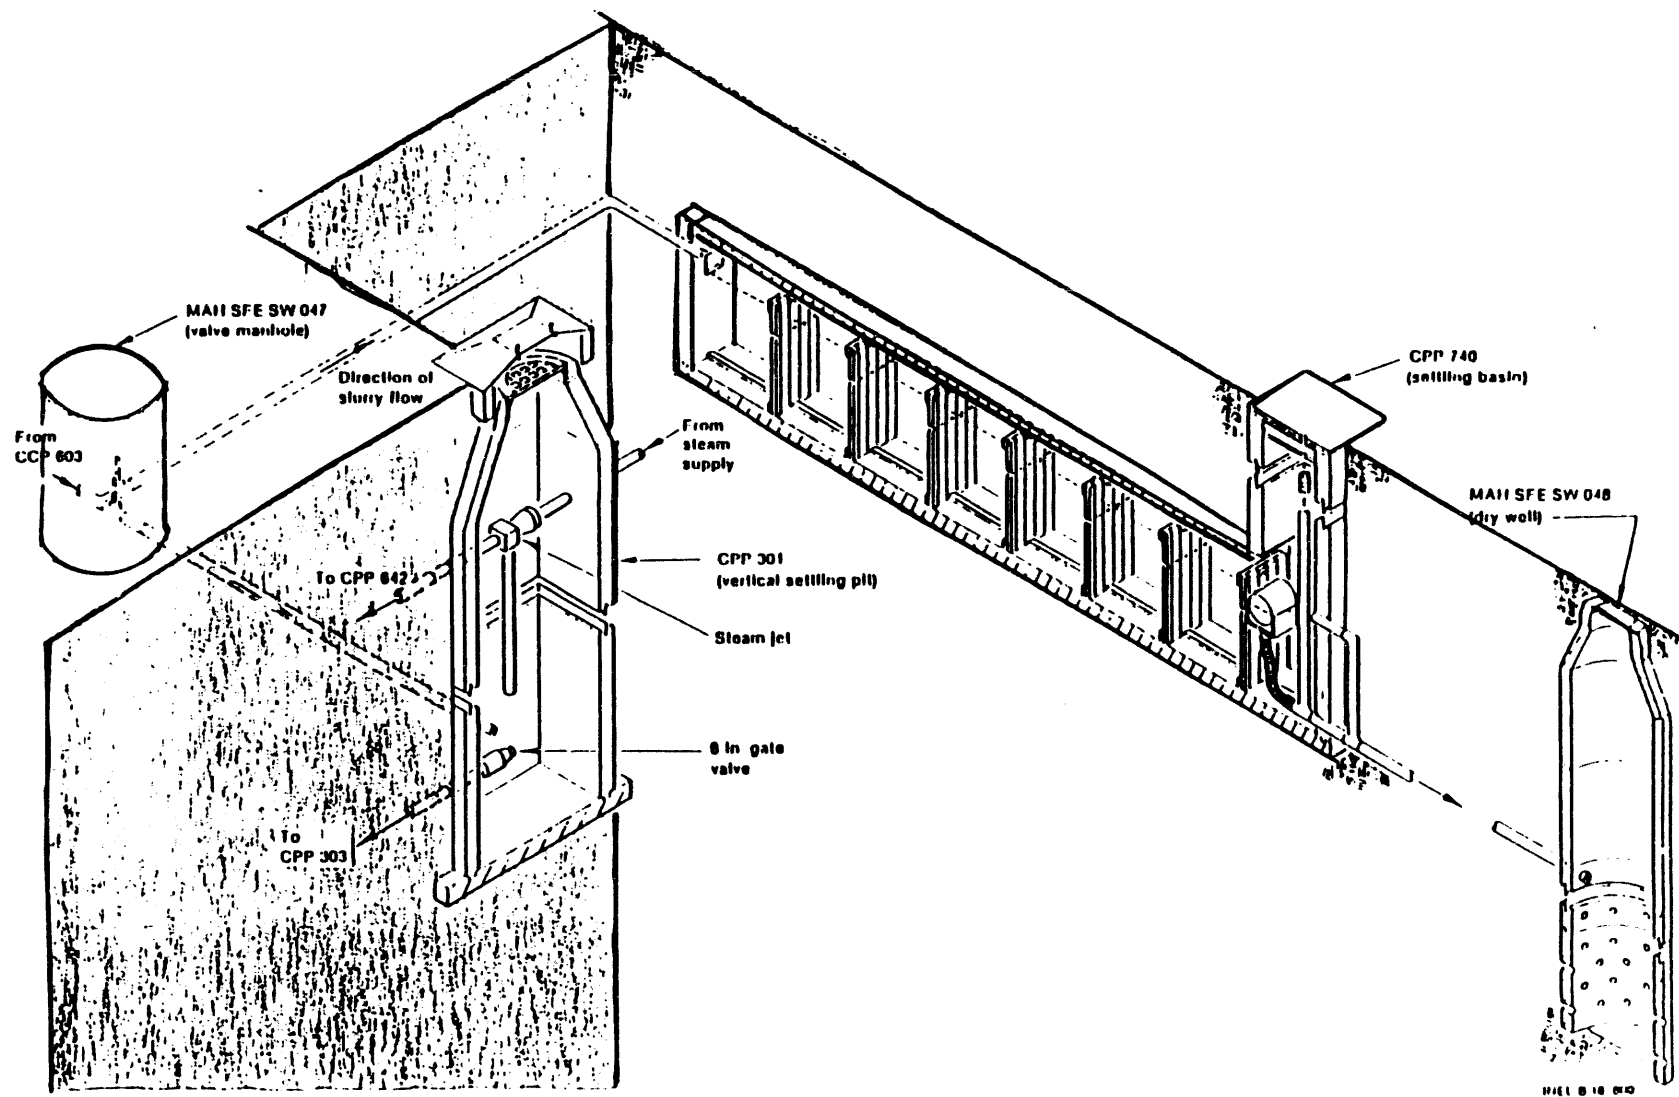 MAH SFE SW 047
(valve manhole)
Direction of
slurry flow
From
CCP 603
From
steam
supply
CPP 740
(settling basin)
MAH SFE SW 048
(dry well)
To CPP 642
CPP 301
(vertical settling pit)
Steam jet
8 in. gate
valve
To
CPP 303